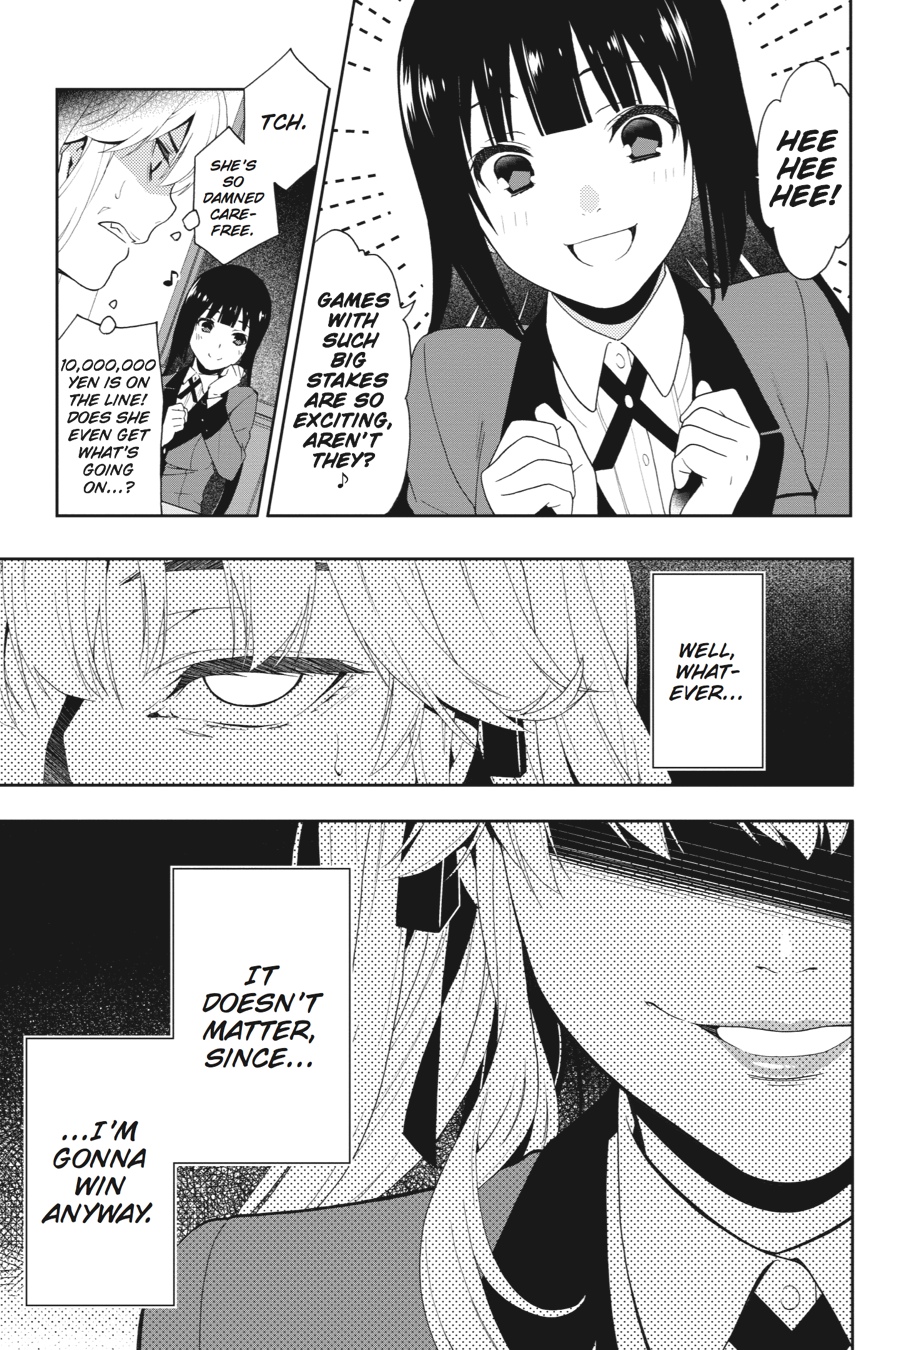 HEE
HEE
HEE!
GAMES
WITH
SUCH
BIG
STAKES
ARE SO
EXCITING,
AREN'T
THEY?
♪
TCH.
SHE'S
SO
DAMNED
CARE-
FREE.
♪
10,000,000
YEN IS ON
THE LINE!
DOES SHE
EVEN GET
WHAT'S
GOING
ON...?
WELL,
WHAT-
EVER...
IT
DOESN'T
MATTER,
SINCE...
...I'M
GONNA
WIN
ANYWAY.